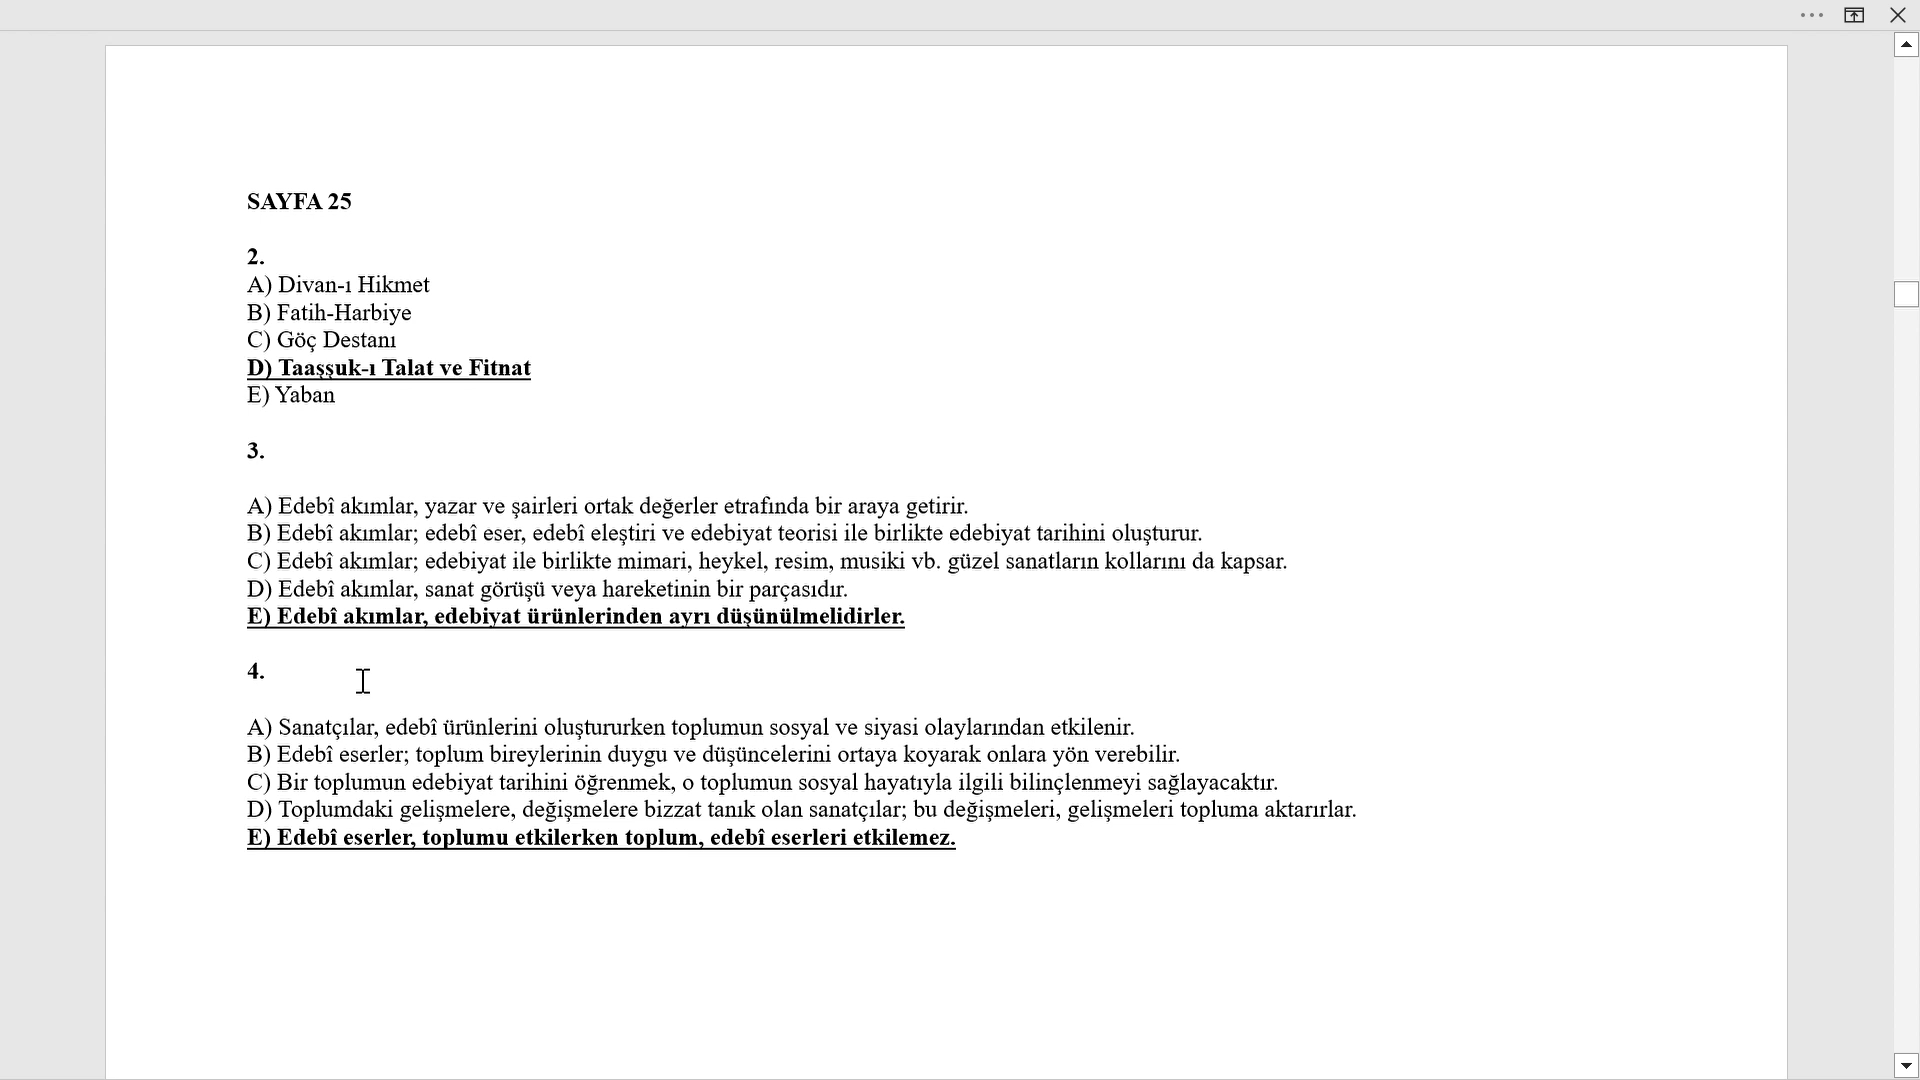 SAYFA 25
2.
A) Divan-ı Hikmet
B) Fatih-Harbiye
C) Göç Destanı
D) Taaşşuk-ı Talat ve Fitnat
E) Yaban
3.
A) Edebî akımlar, yazar ve şairleri ortak değerler etrafında bir araya getirir.
B) Edebî akımlar; edebî eser, edebî eleştiri ve edebiyat teorisi ile birlikte edebiyat tarihini oluşturur.
C) Edebî akımlar; edebiyat ile birlikte mimari, heykel, resim, musiki vb. güzel sanatların kollarını da kapsar.
D) Edebî akımlar, sanat görüşü veya hareketinin bir parçasıdır.
E) Edebî akımlar, edebiyat ürünlerinden ayrı düşünülmelidirler.
4.
A) Sanatçılar, edebî ürünlerini oluştururken toplumun sosyal ve siyasi olaylarından etkilenir.
B) Edebî eserler; toplum bireylerinin duygu ve düşüncelerini ortaya koyarak onlara yön verebilir.
C) Bir toplumun edebiyat tarihini öğrenmek, o toplumun sosyal hayatıyla ilgili bilinçlenmeyi sağlayacaktır.
D) Toplumdaki gelişmelere, değişmelere bizzat tanık olan sanatçılar; bu değişmeleri, gelişmeleri topluma aktarırlar.
E) Edebî eserler, toplumu etkilerken toplum, edebî eserleri etkilemez.